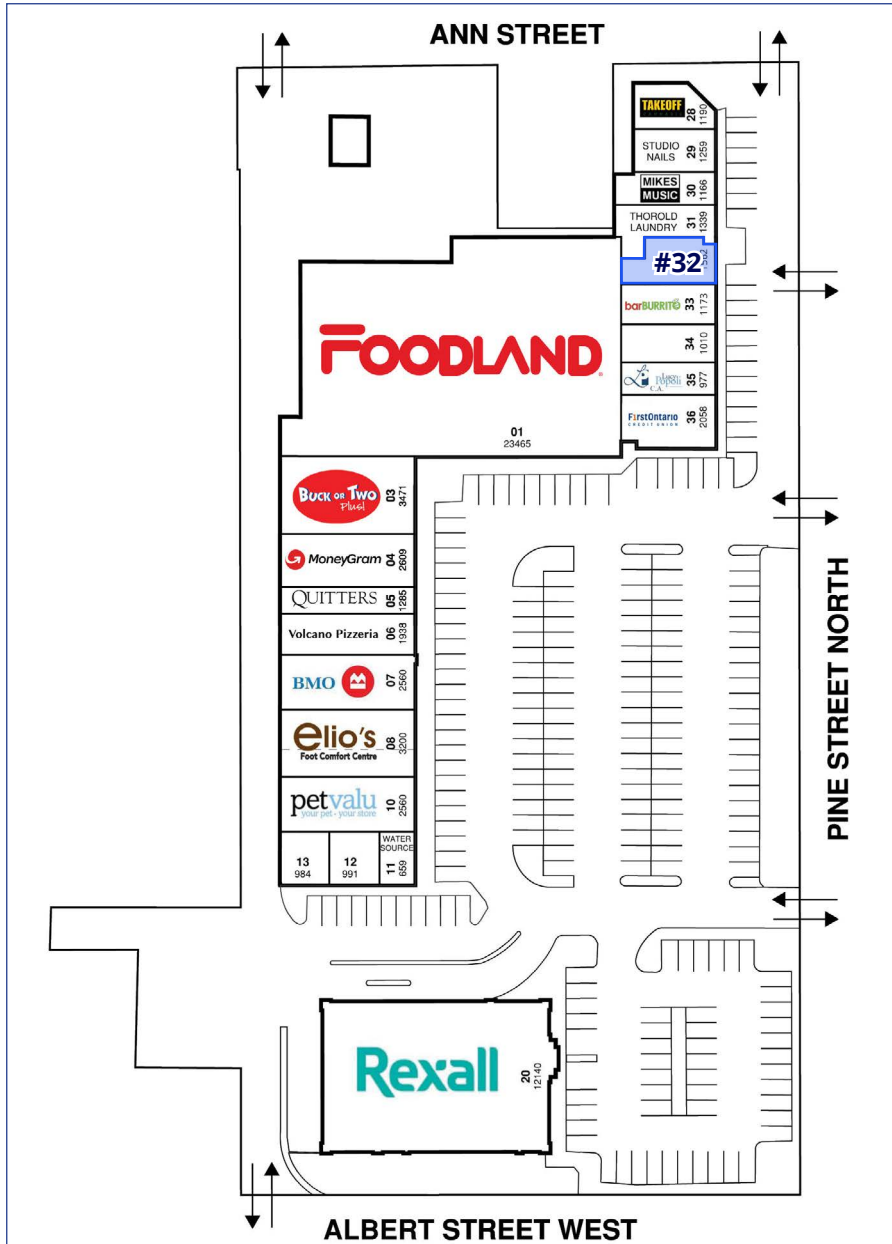 ANN STREET
TAKEOFF
28
1190
STUDIO
NAILS
29
1259
MIKES
MUSIC
30
1166
THOROLD
LAUNDRY
31
1339
#32
barBURRITO
33
1173
34
1010
35
977
C.A.
FirstOntario
CREDIT UNION
36
2058
FOODLAND
01
23465
BUCK OR TWO
Plus!
03
3471
MoneyGram
04
2609
QUITTERS
05
1285
Volcano Pizzeria
06
1938
BMO
07
2560
elio's
Foot Comfort Centre
08
3200
petvalu
your pet - your store
10
2560
WATER
SOURCE
11
659
12
991
13
984
PINE STREET NORTH
Rexall
20
12140
ALBERT STREET WEST